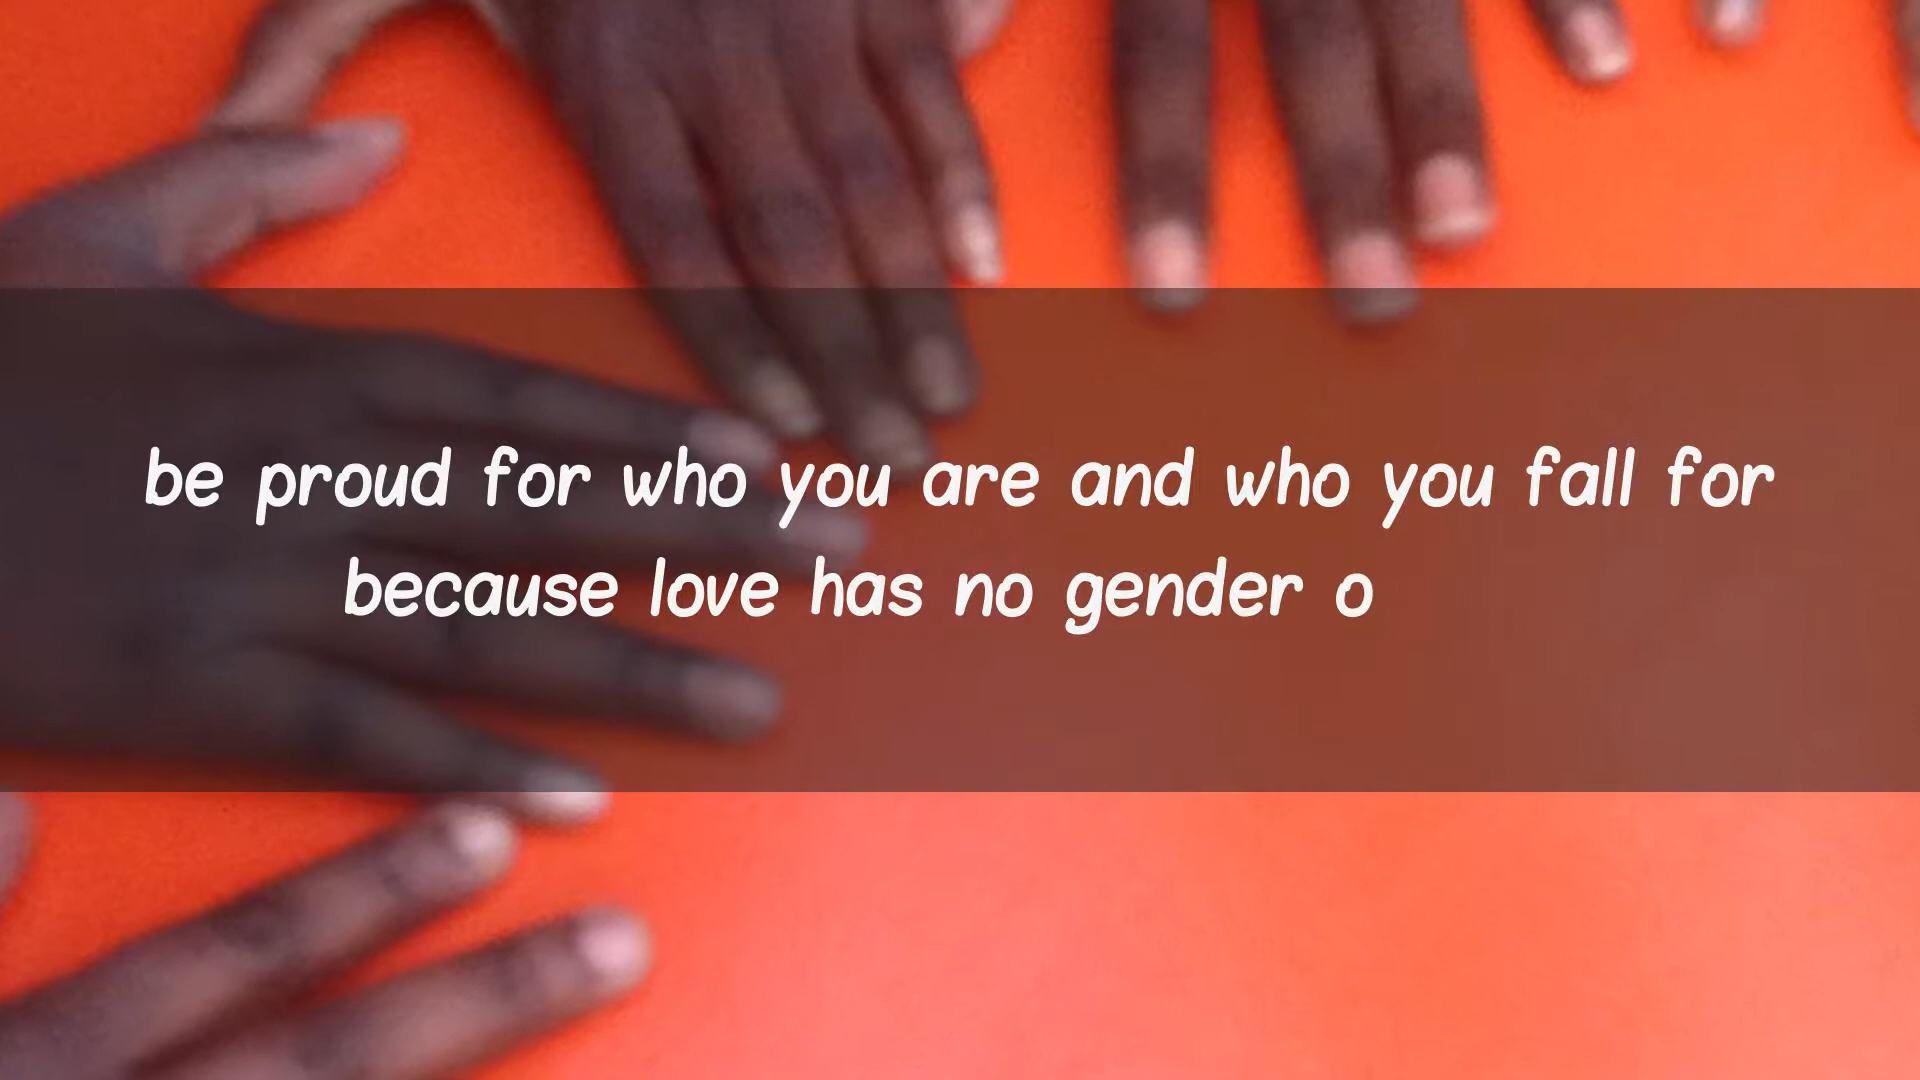 be proud for who you are and who you fall for
because love has no gender o